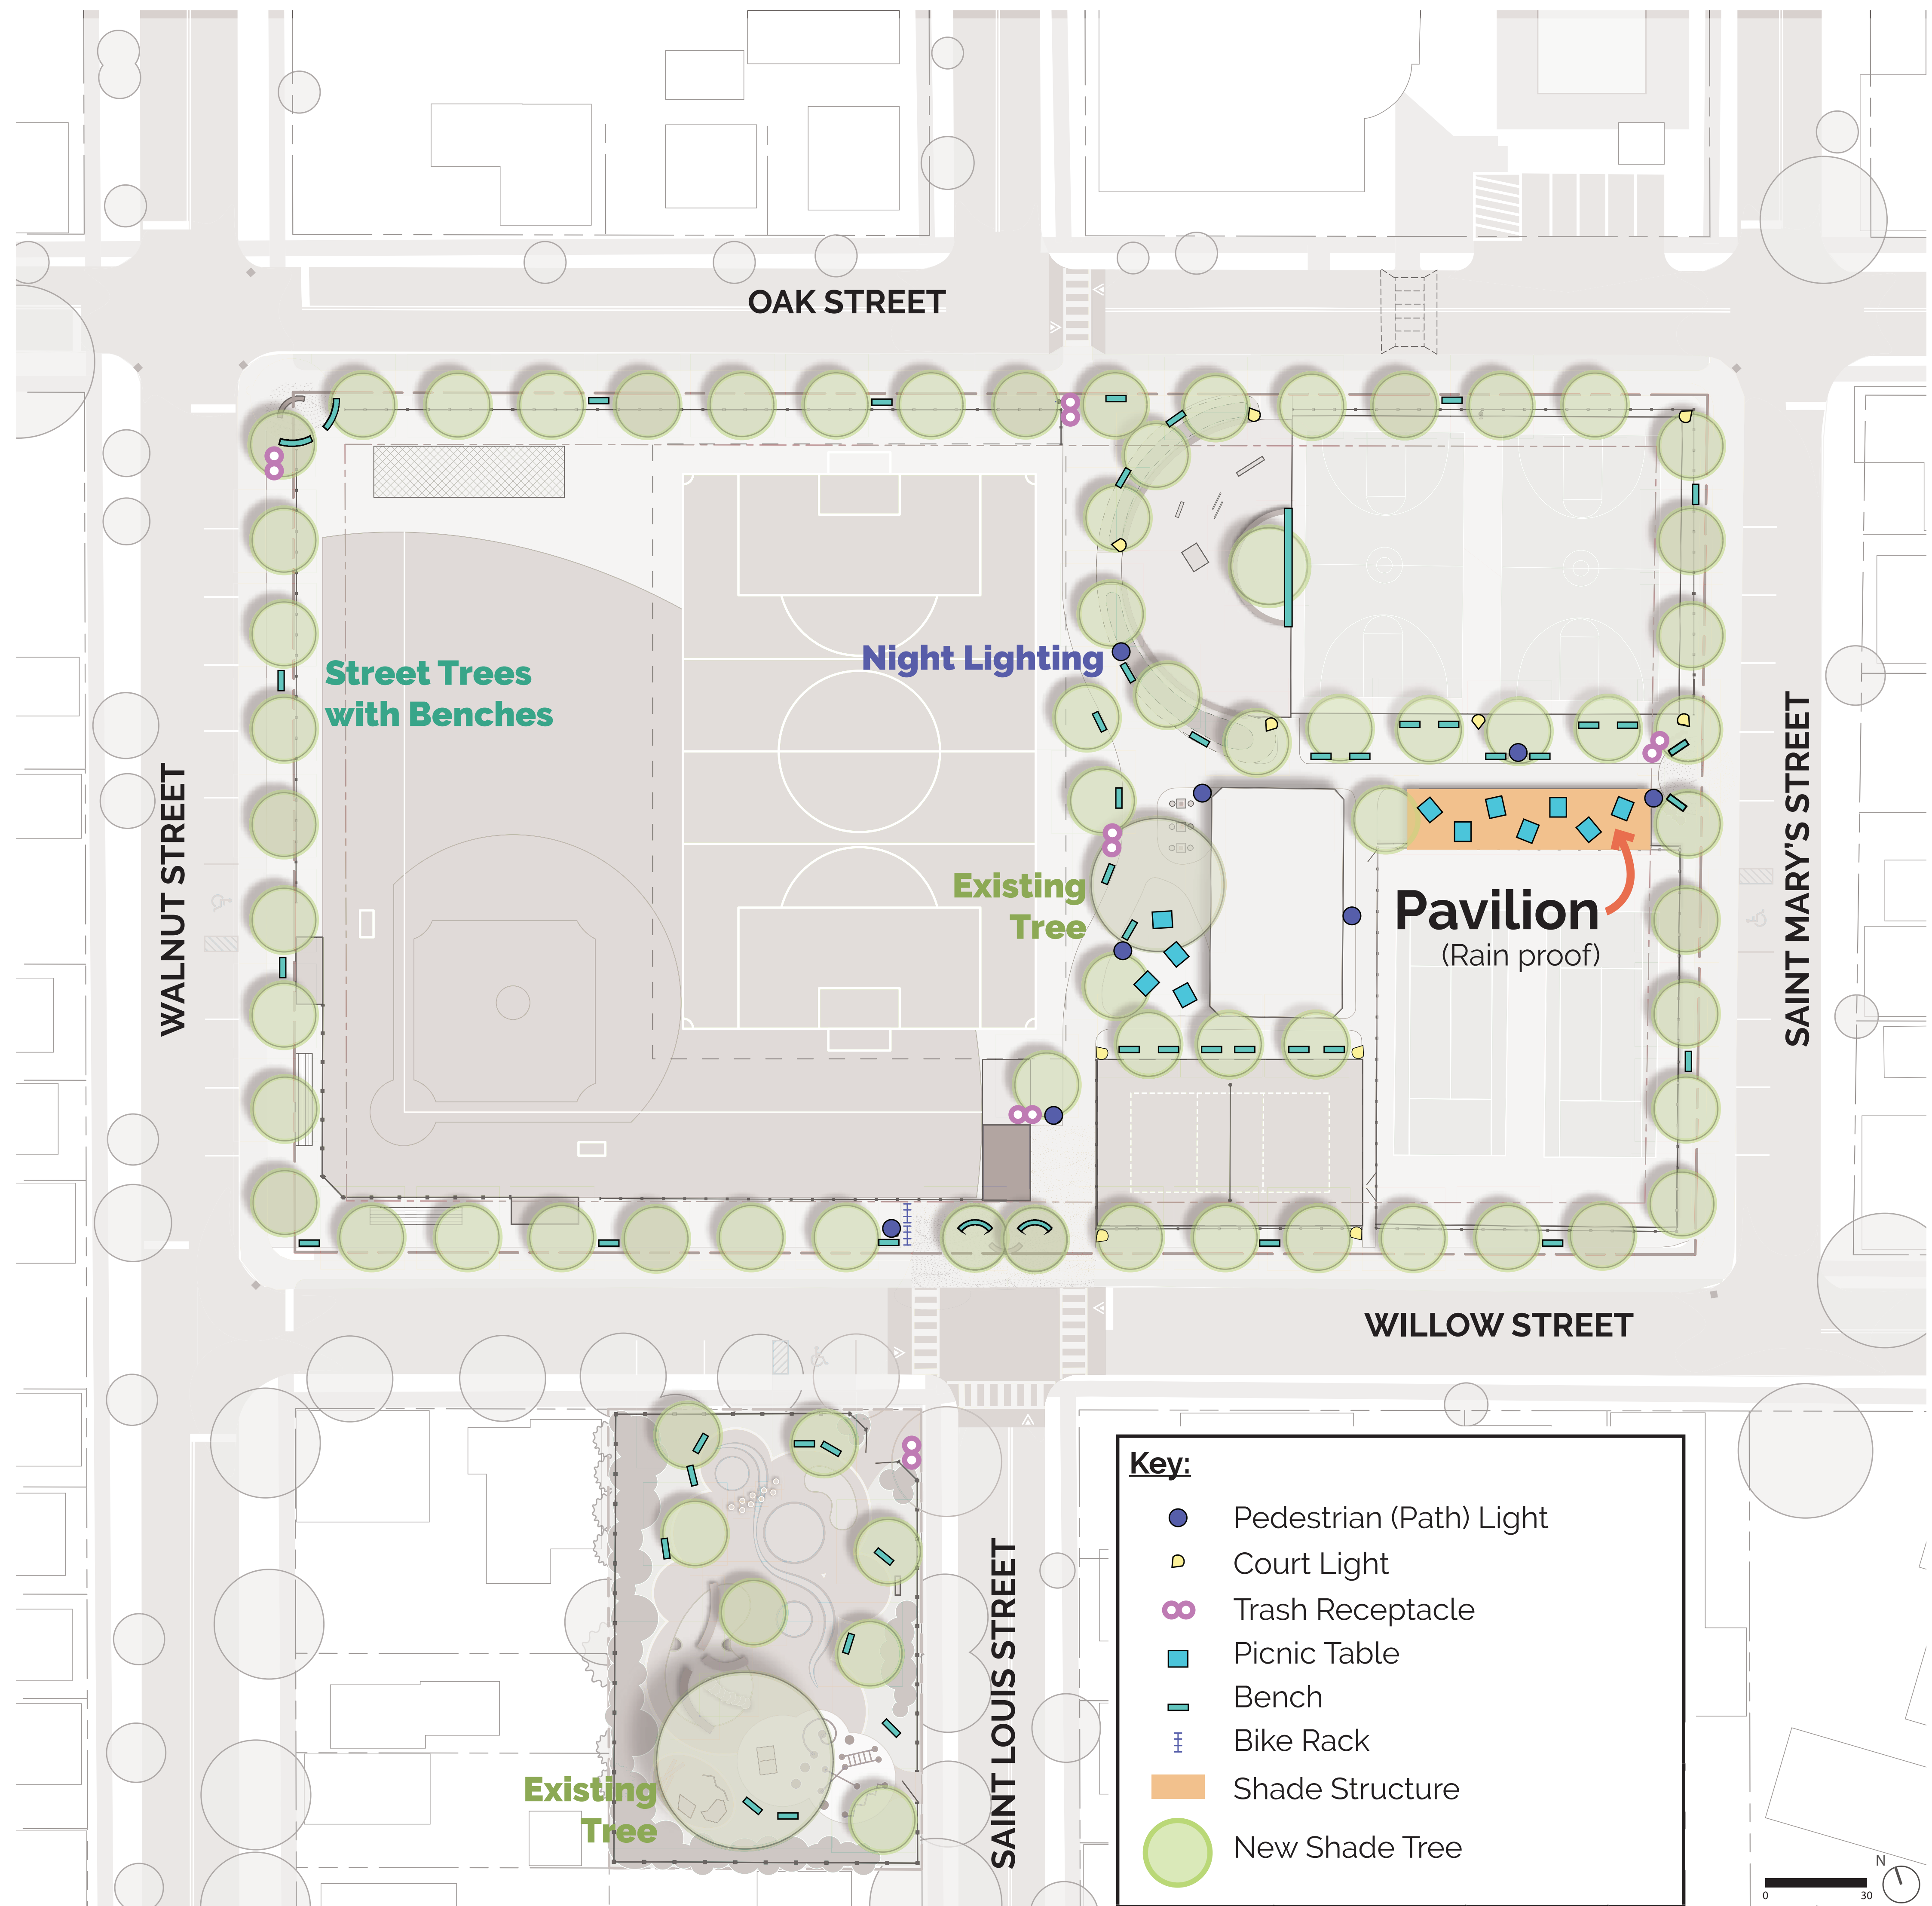 OAK STREET
Night Lighting
Street Trees
with Benches
WALNUT STREET
SAINT MARY'S STREET
Existing
Tree
Pavilion
(Rain proof)
WILLOW STREET
SAINT LOUIS STREET
Existing
Tree
Key:
Pedestrian (Path) Light
Court Light
Trash Receptacle
Picnic Table
Bench
Bike Rack
Shade Structure
New Shade Tree
N
0 30